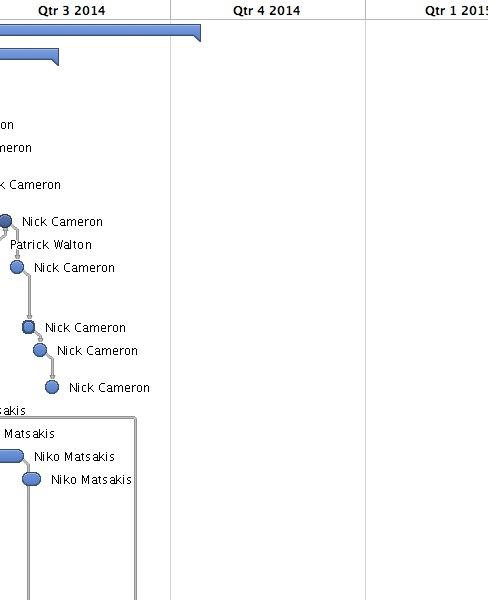 Qtr 3 2014 Qtr 4 2014 Qtr 1 2015
on
meron
k Cameron
Nick Cameron
Patrick Walton
Nick Cameron
Nick Cameron
Nick Cameron
Nick Cameron
sakis
Matsakis
Niko Matsakis
Niko Matsakis